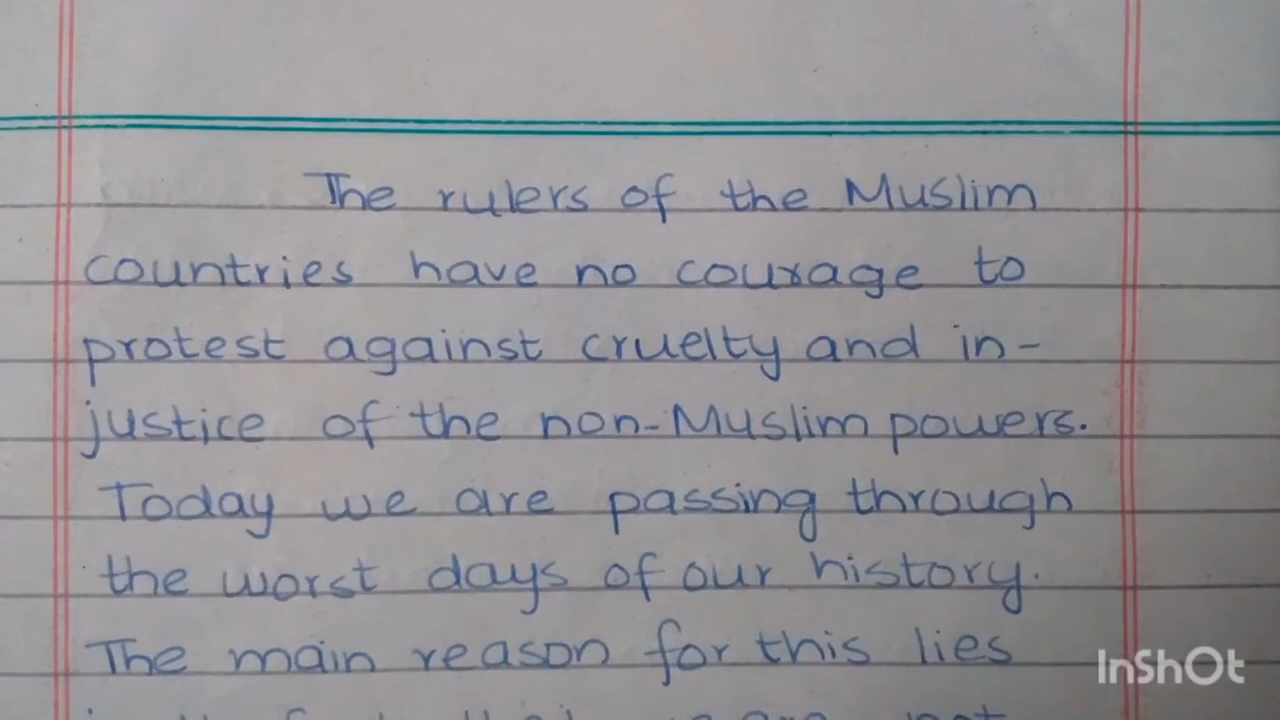 The rulers of the Muslim
countries have no courage to
protest against cruelty and in-
justice of the non-Muslim powers.
Today we are passing through
the worst days of our history.
The main reason for this lies
InShOt